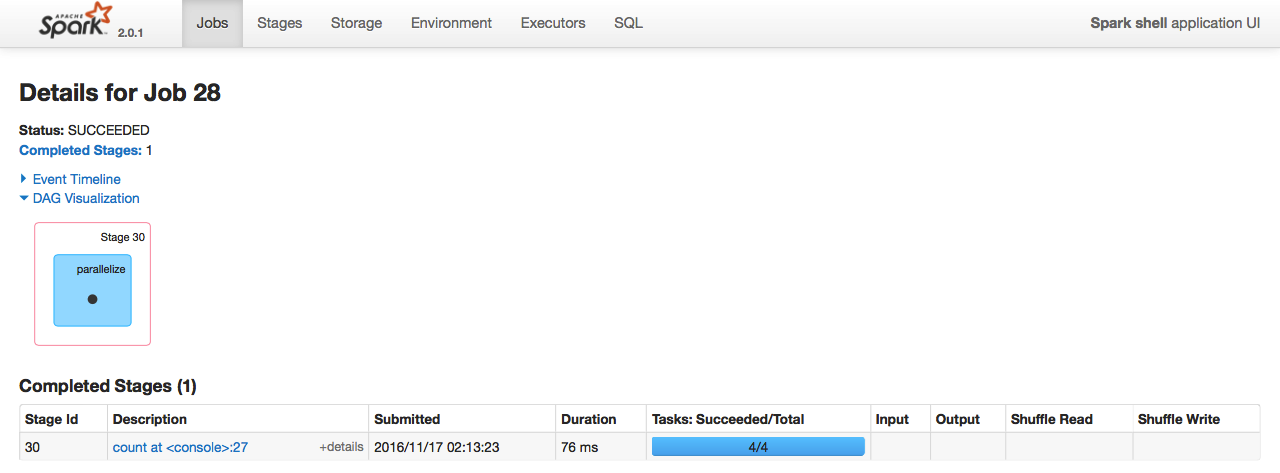 APACHE Spark 2.0.1 Jobs Stages Storage Environment Executors SQL Spark shell application UI
Details for Job 28
Status: SUCCEEDED
Completed Stages: 1
Event Timeline
DAG Visualization
Stage 30
parallelize
Completed Stages (1)
Stage Id Description Submitted Duration Tasks: Succeeded/Total Input Output Shuffle Read Shuffle Write
30 count at <console>:27 +details 2016/11/17 02:13:23 76 ms 4/4